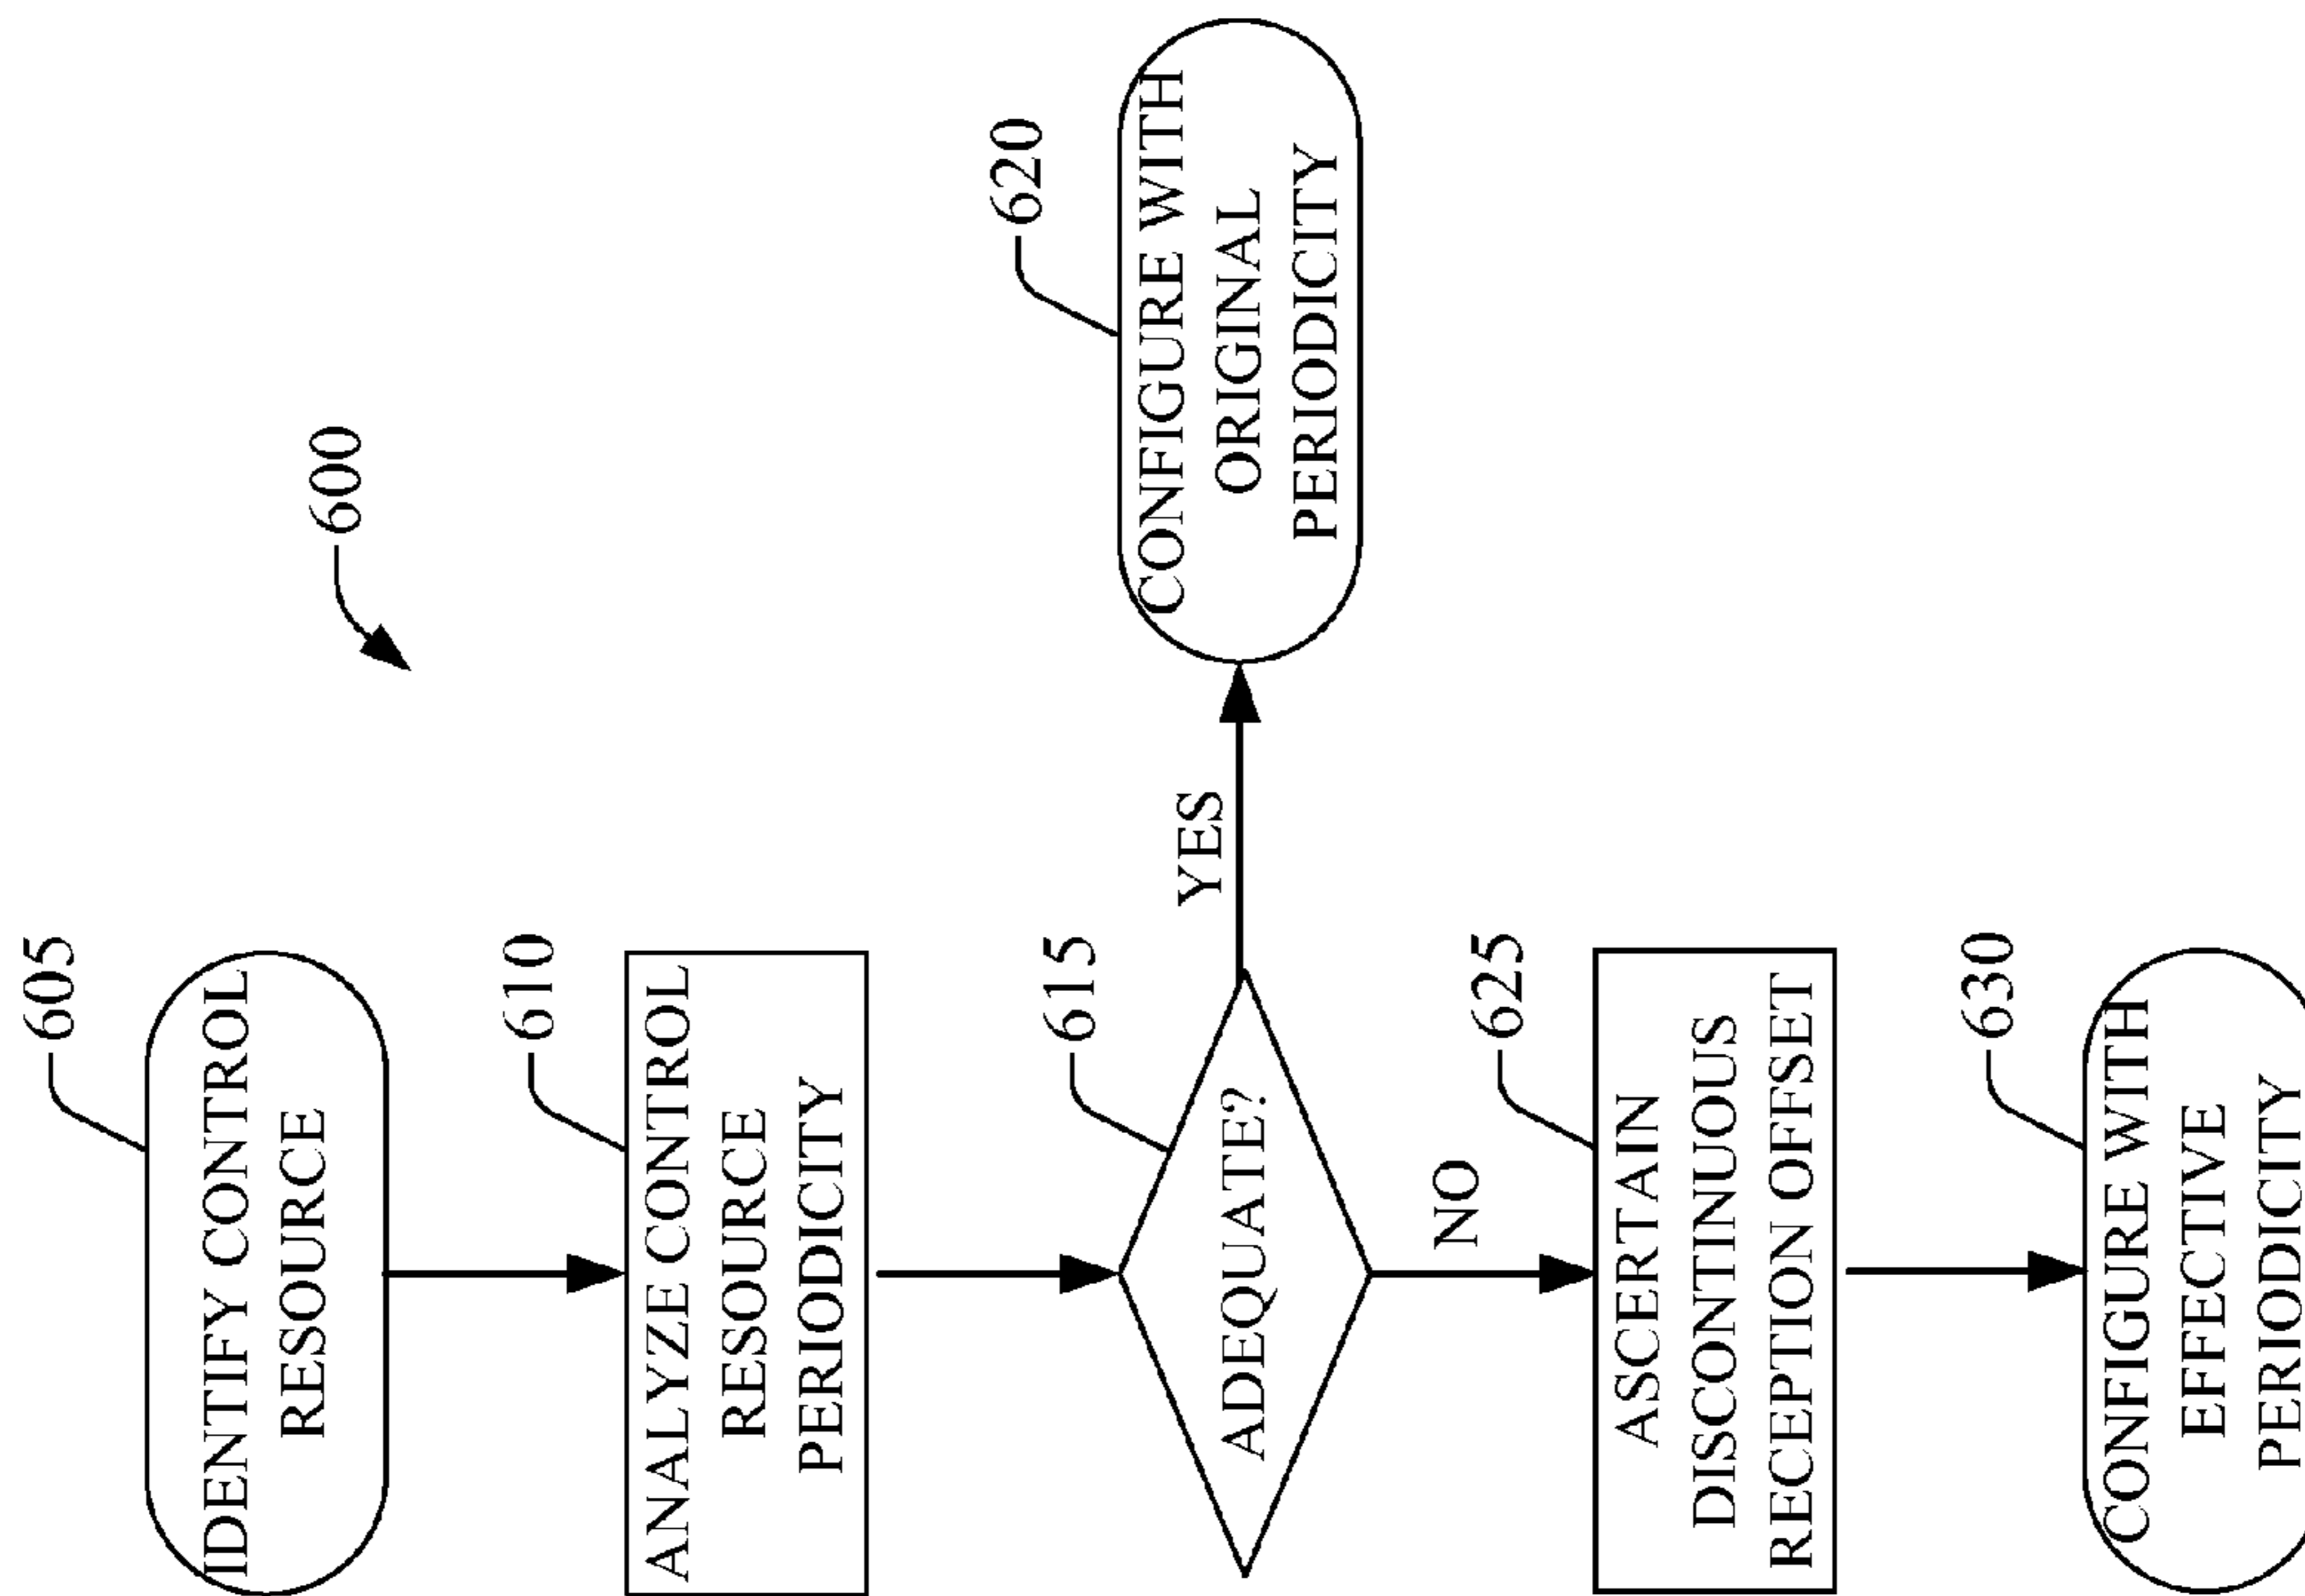 600
605
IDENTIFY CONTROL
RESOURCE
610
ANALYZE CONTROL
RESOURCE
PERIODICITY
615
ADEQUATE?
YES
620
CONFIGURE WITH
ORIGINAL
PERIODICITY
NO
625
ASCERTAIN
DISCONTINUOUS
RECEPTION OFFSET
630
CONFIGURE WITH
EFFECTIVE
PERIODICITY